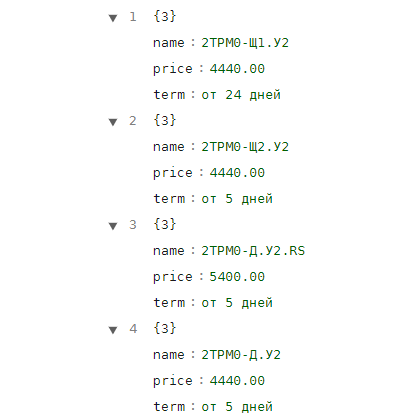 ▼ 1 {3}
name : 2ТРМ0-Щ1.У2
price : 4440.00
term : от 24 дней
▼ 2 {3}
name : 2ТРМ0-Щ2.У2
price : 4440.00
term : от 5 дней
▼ 3 {3}
name : 2ТРМ0-Д.У2.RS
price : 5400.00
term : от 5 дней
▼ 4 {3}
name : 2ТРМ0-Д.У2
price : 4440.00
term : от 5 дней